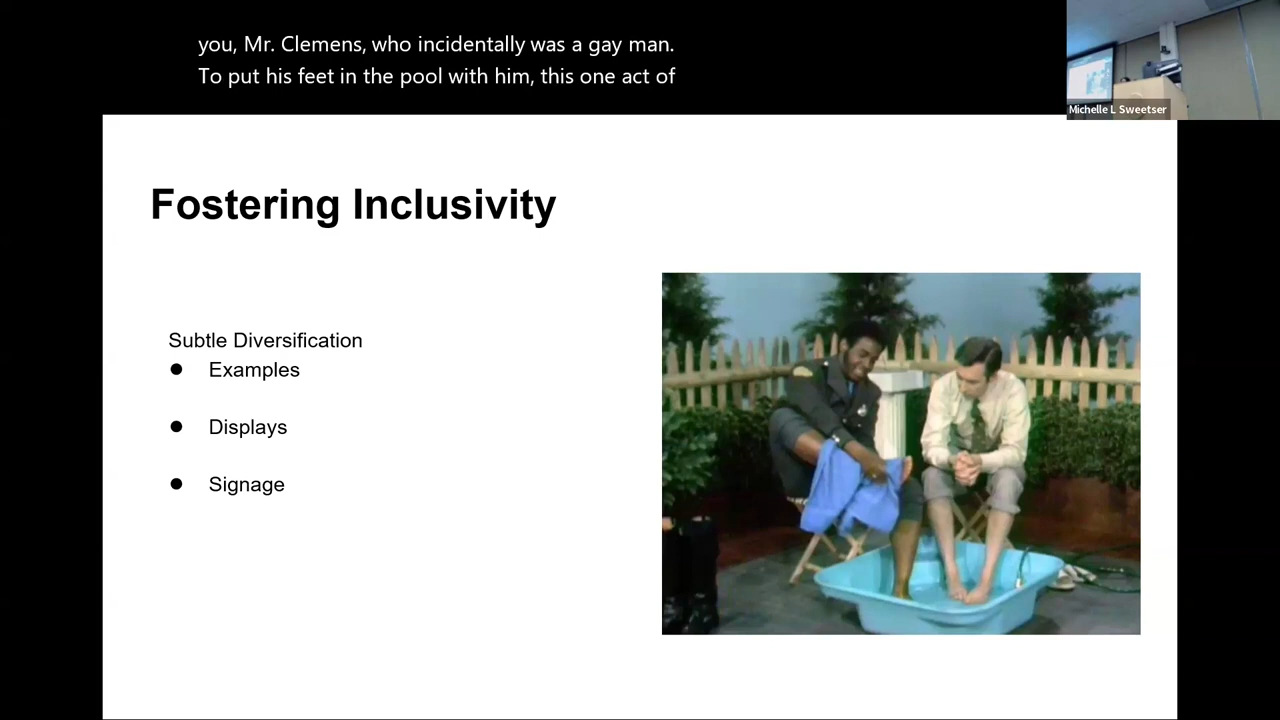 you, Mr. Clemens, who incidentally was a gay man.
To put his feet in the pool with him, this one act of
Michelle L Sweetser
Fostering Inclusivity
Subtle Diversification
● Examples
● Displays
● Signage